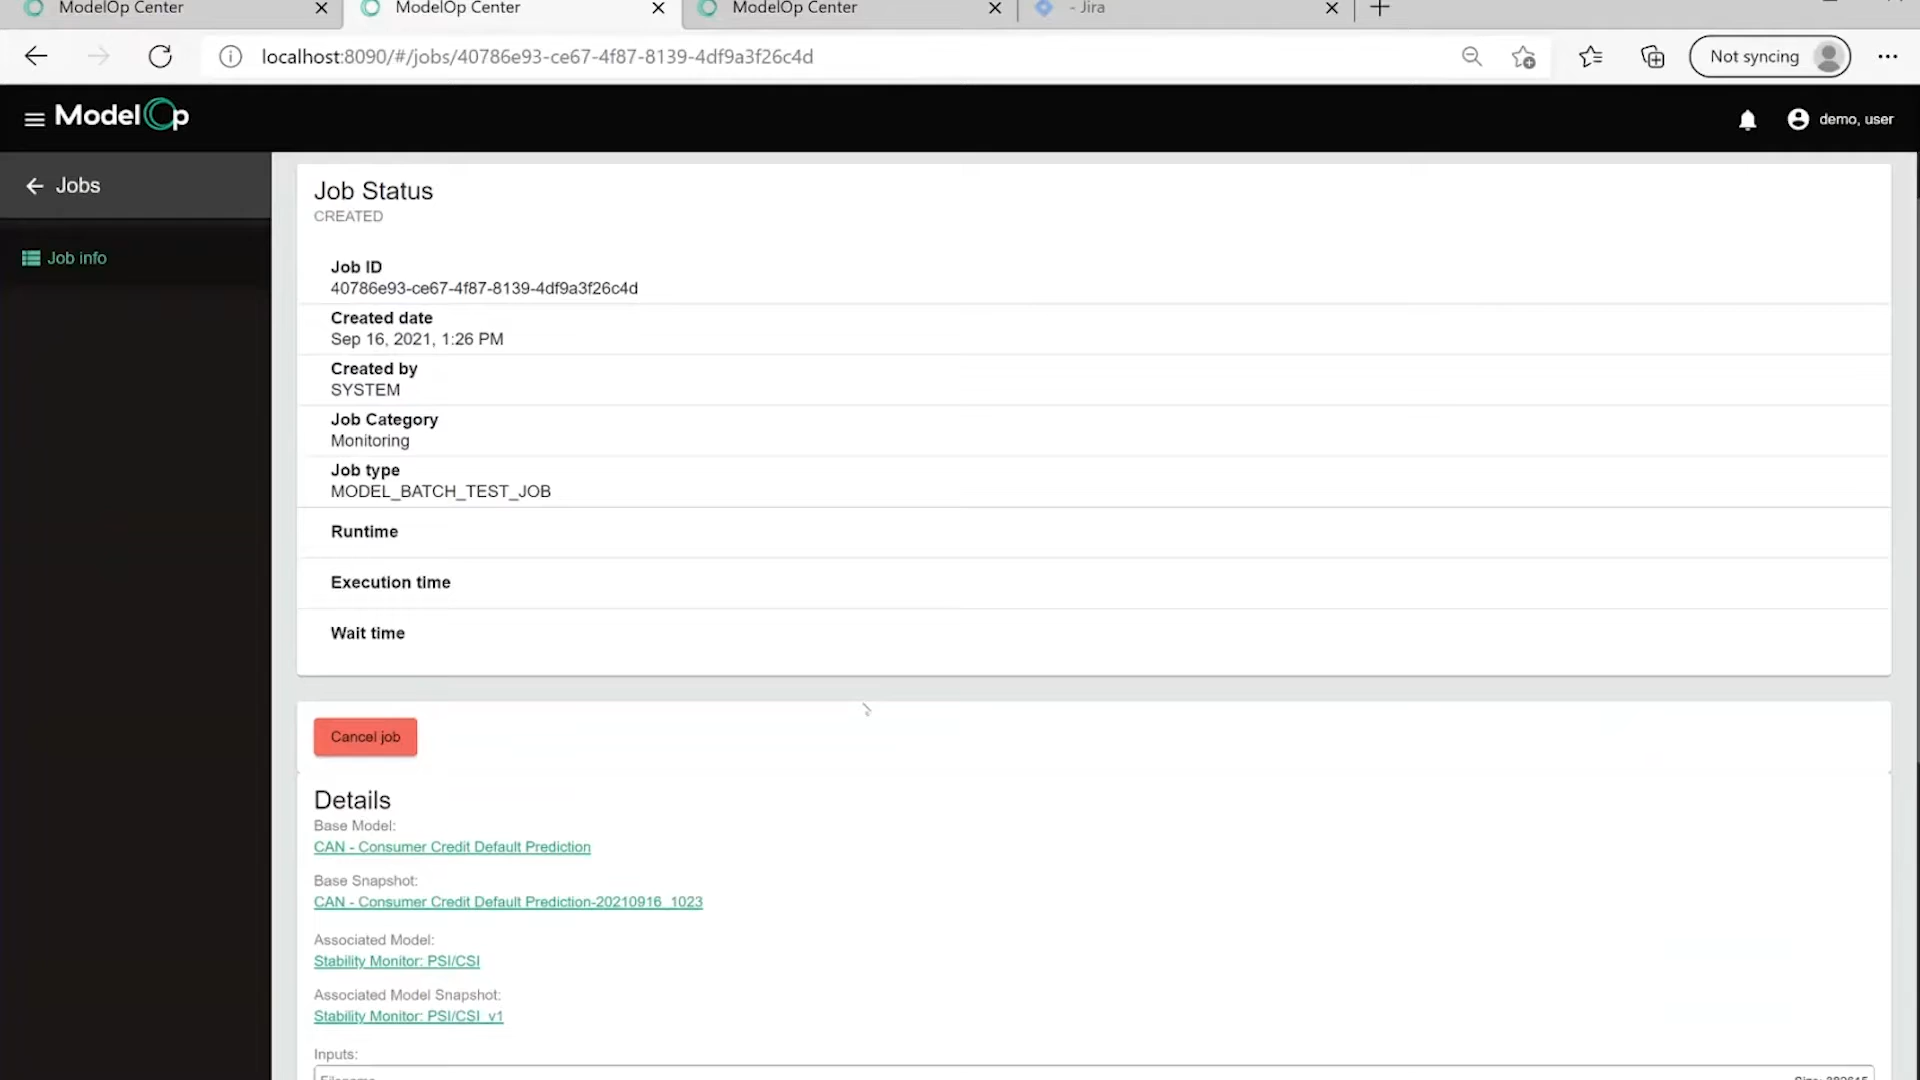 ModelOp Center
ModelOp Center
ModelOp Center
- Jira
localhost:8090/#/jobs/40786e93-ce67-4f87-8139-4df9a3f26c4d
Not syncing
ModelOp
demo, user
Jobs
Job info
Job Status
CREATED
Job ID
40786e93-ce67-4f87-8139-4df9a3f26c4d
Created date
Sep 16, 2021, 1:26 PM
Created by
SYSTEM
Job Category
Monitoring
Job type
MODEL_BATCH_TEST_JOB
Runtime
Execution time
Wait time
Cancel job
Details
Base Model:
CAN - Consumer Credit Default Prediction
Base Snapshot:
CAN - Consumer Credit Default Prediction-20210916_1023
Associated Model:
Stability Monitor: PSI/CSI
Associated Model Snapshot:
Stability Monitor: PSI/CSI_v1
Inputs:
Filename